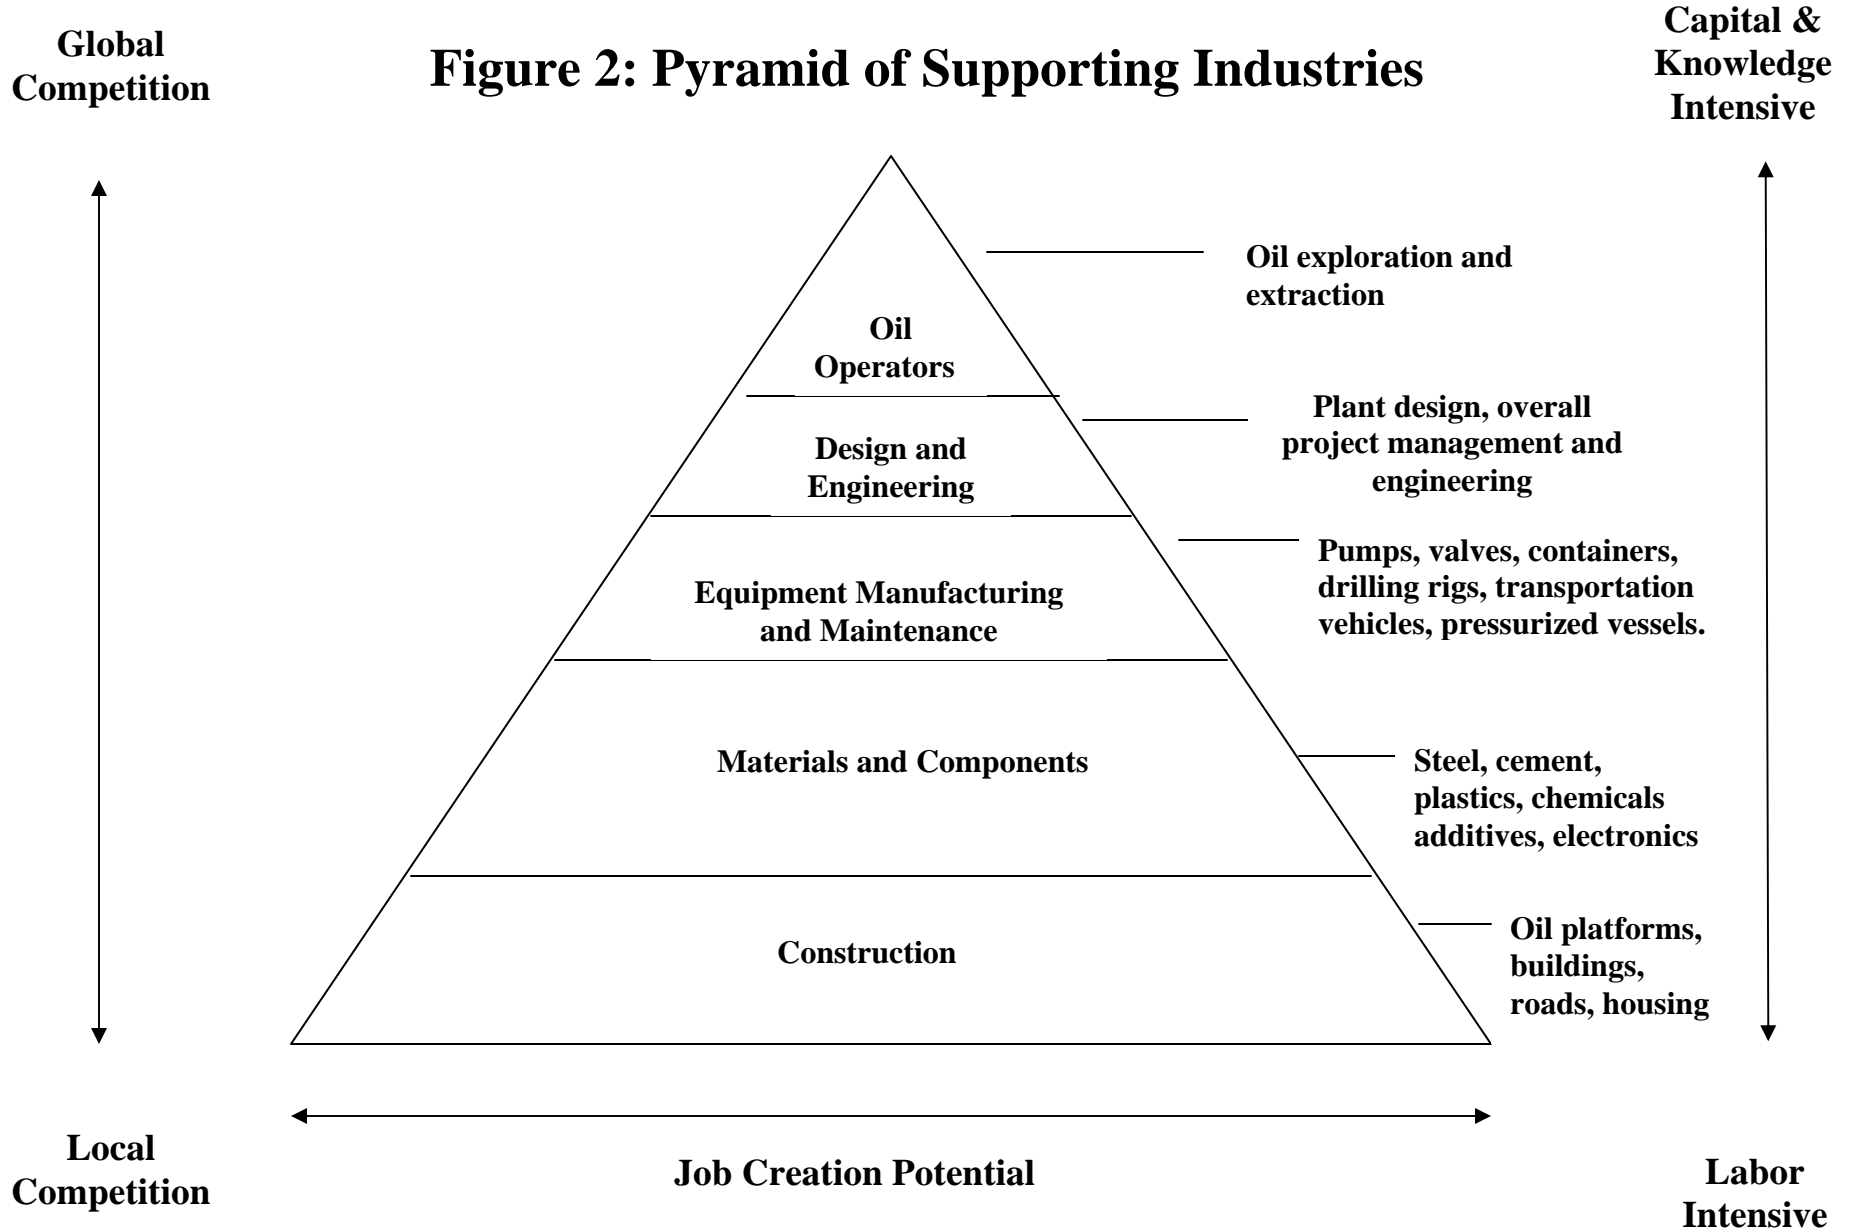 Global
Competition
Figure 2: Pyramid of Supporting Industries
Capital &
Knowledge
Intensive
Oil exploration and
extraction
Oil
Operators
Plant design, overall
project management and
engineering
Design and
Engineering
Pumps, valves, containers,
drilling rigs, transportation
vehicles, pressurized vessels.
Equipment Manufacturing
and Maintenance
Materials and Components
Steel, cement,
plastics, chemicals
additives, electronics
Construction
Oil platforms,
buildings,
roads, housing
Local
Competition
Job Creation Potential
Labor
Intensive